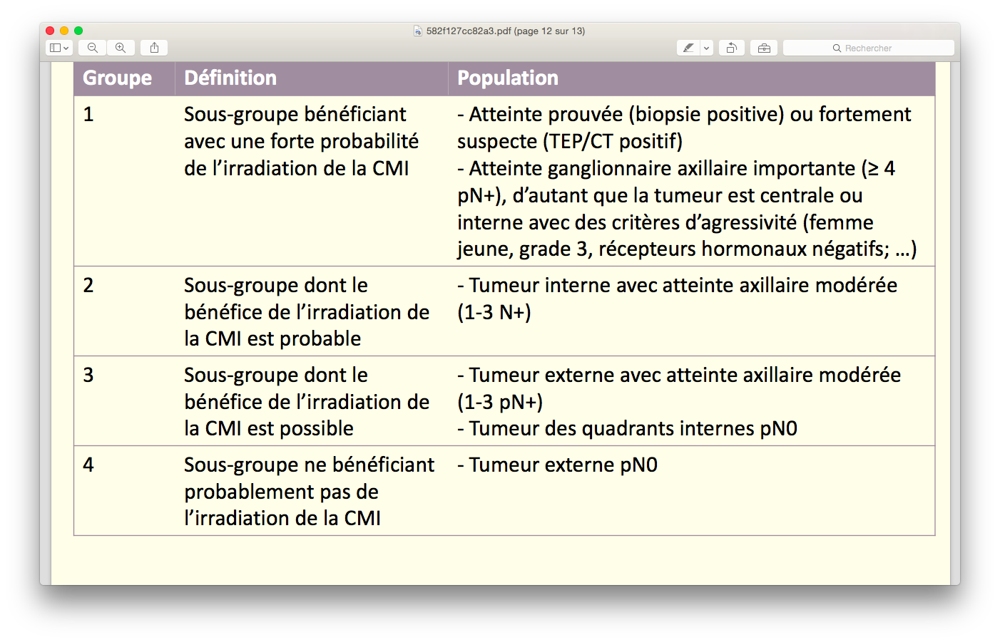 582f127cc82a3.pdf (page 12 sur 13)
Rechercher
Groupe Définition Population
1 Sous-groupe bénéficiant - Atteinte prouvée (biopsie positive) ou fortement
avec une forte probabilité suspecte (TEP/CT positif)
de l’irradiation de la CMI - Atteinte ganglionnaire axillaire importante (≥ 4
pN+), d’autant que la tumeur est centrale ou
interne avec des critères d’agressivité (femme
jeune, grade 3, récepteurs hormonaux négatifs; ...)
2 Sous-groupe dont le - Tumeur interne avec atteinte axillaire modérée
bénéfice de l’irradiation de (1-3 N+)
la CMI est probable
3 Sous-groupe dont le - Tumeur externe avec atteinte axillaire modérée
bénéfice de l’irradiation de (1-3 pN+)
la CMI est possible - Tumeur des quadrants internes pN0
4 Sous-groupe ne bénéficiant - Tumeur externe pN0
probablement pas de
l’irradiation de la CMI